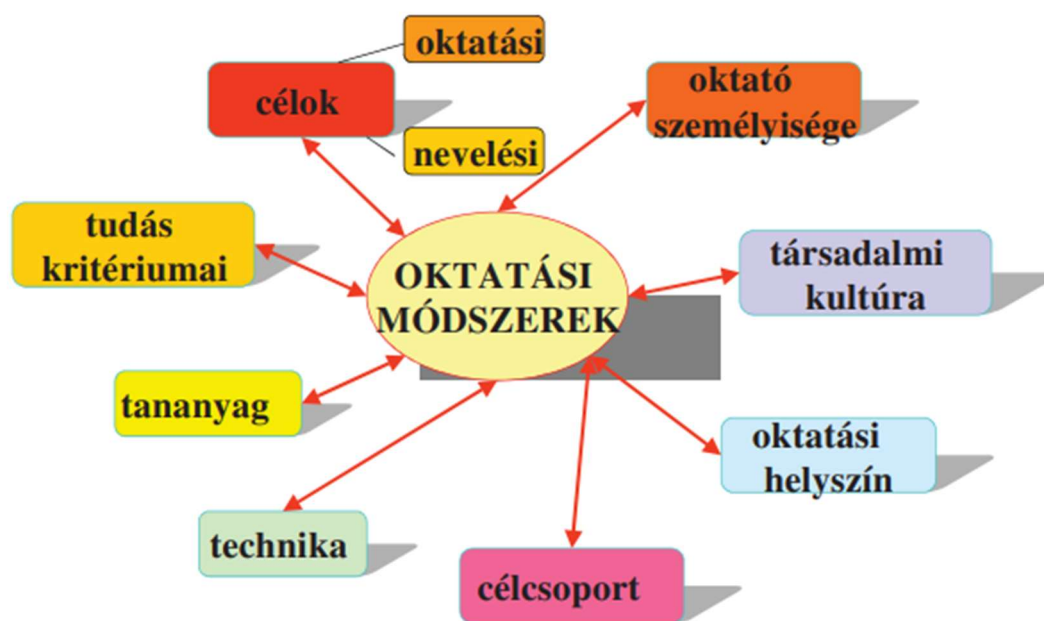 oktatási
célok
nevelési
oktató
személyisége
tudás
kritériumai
OKTATÁSI
MÓDSZEREK
társadalmi
kultúra
tananyag
oktatási
helyszín
technika
célcsoport